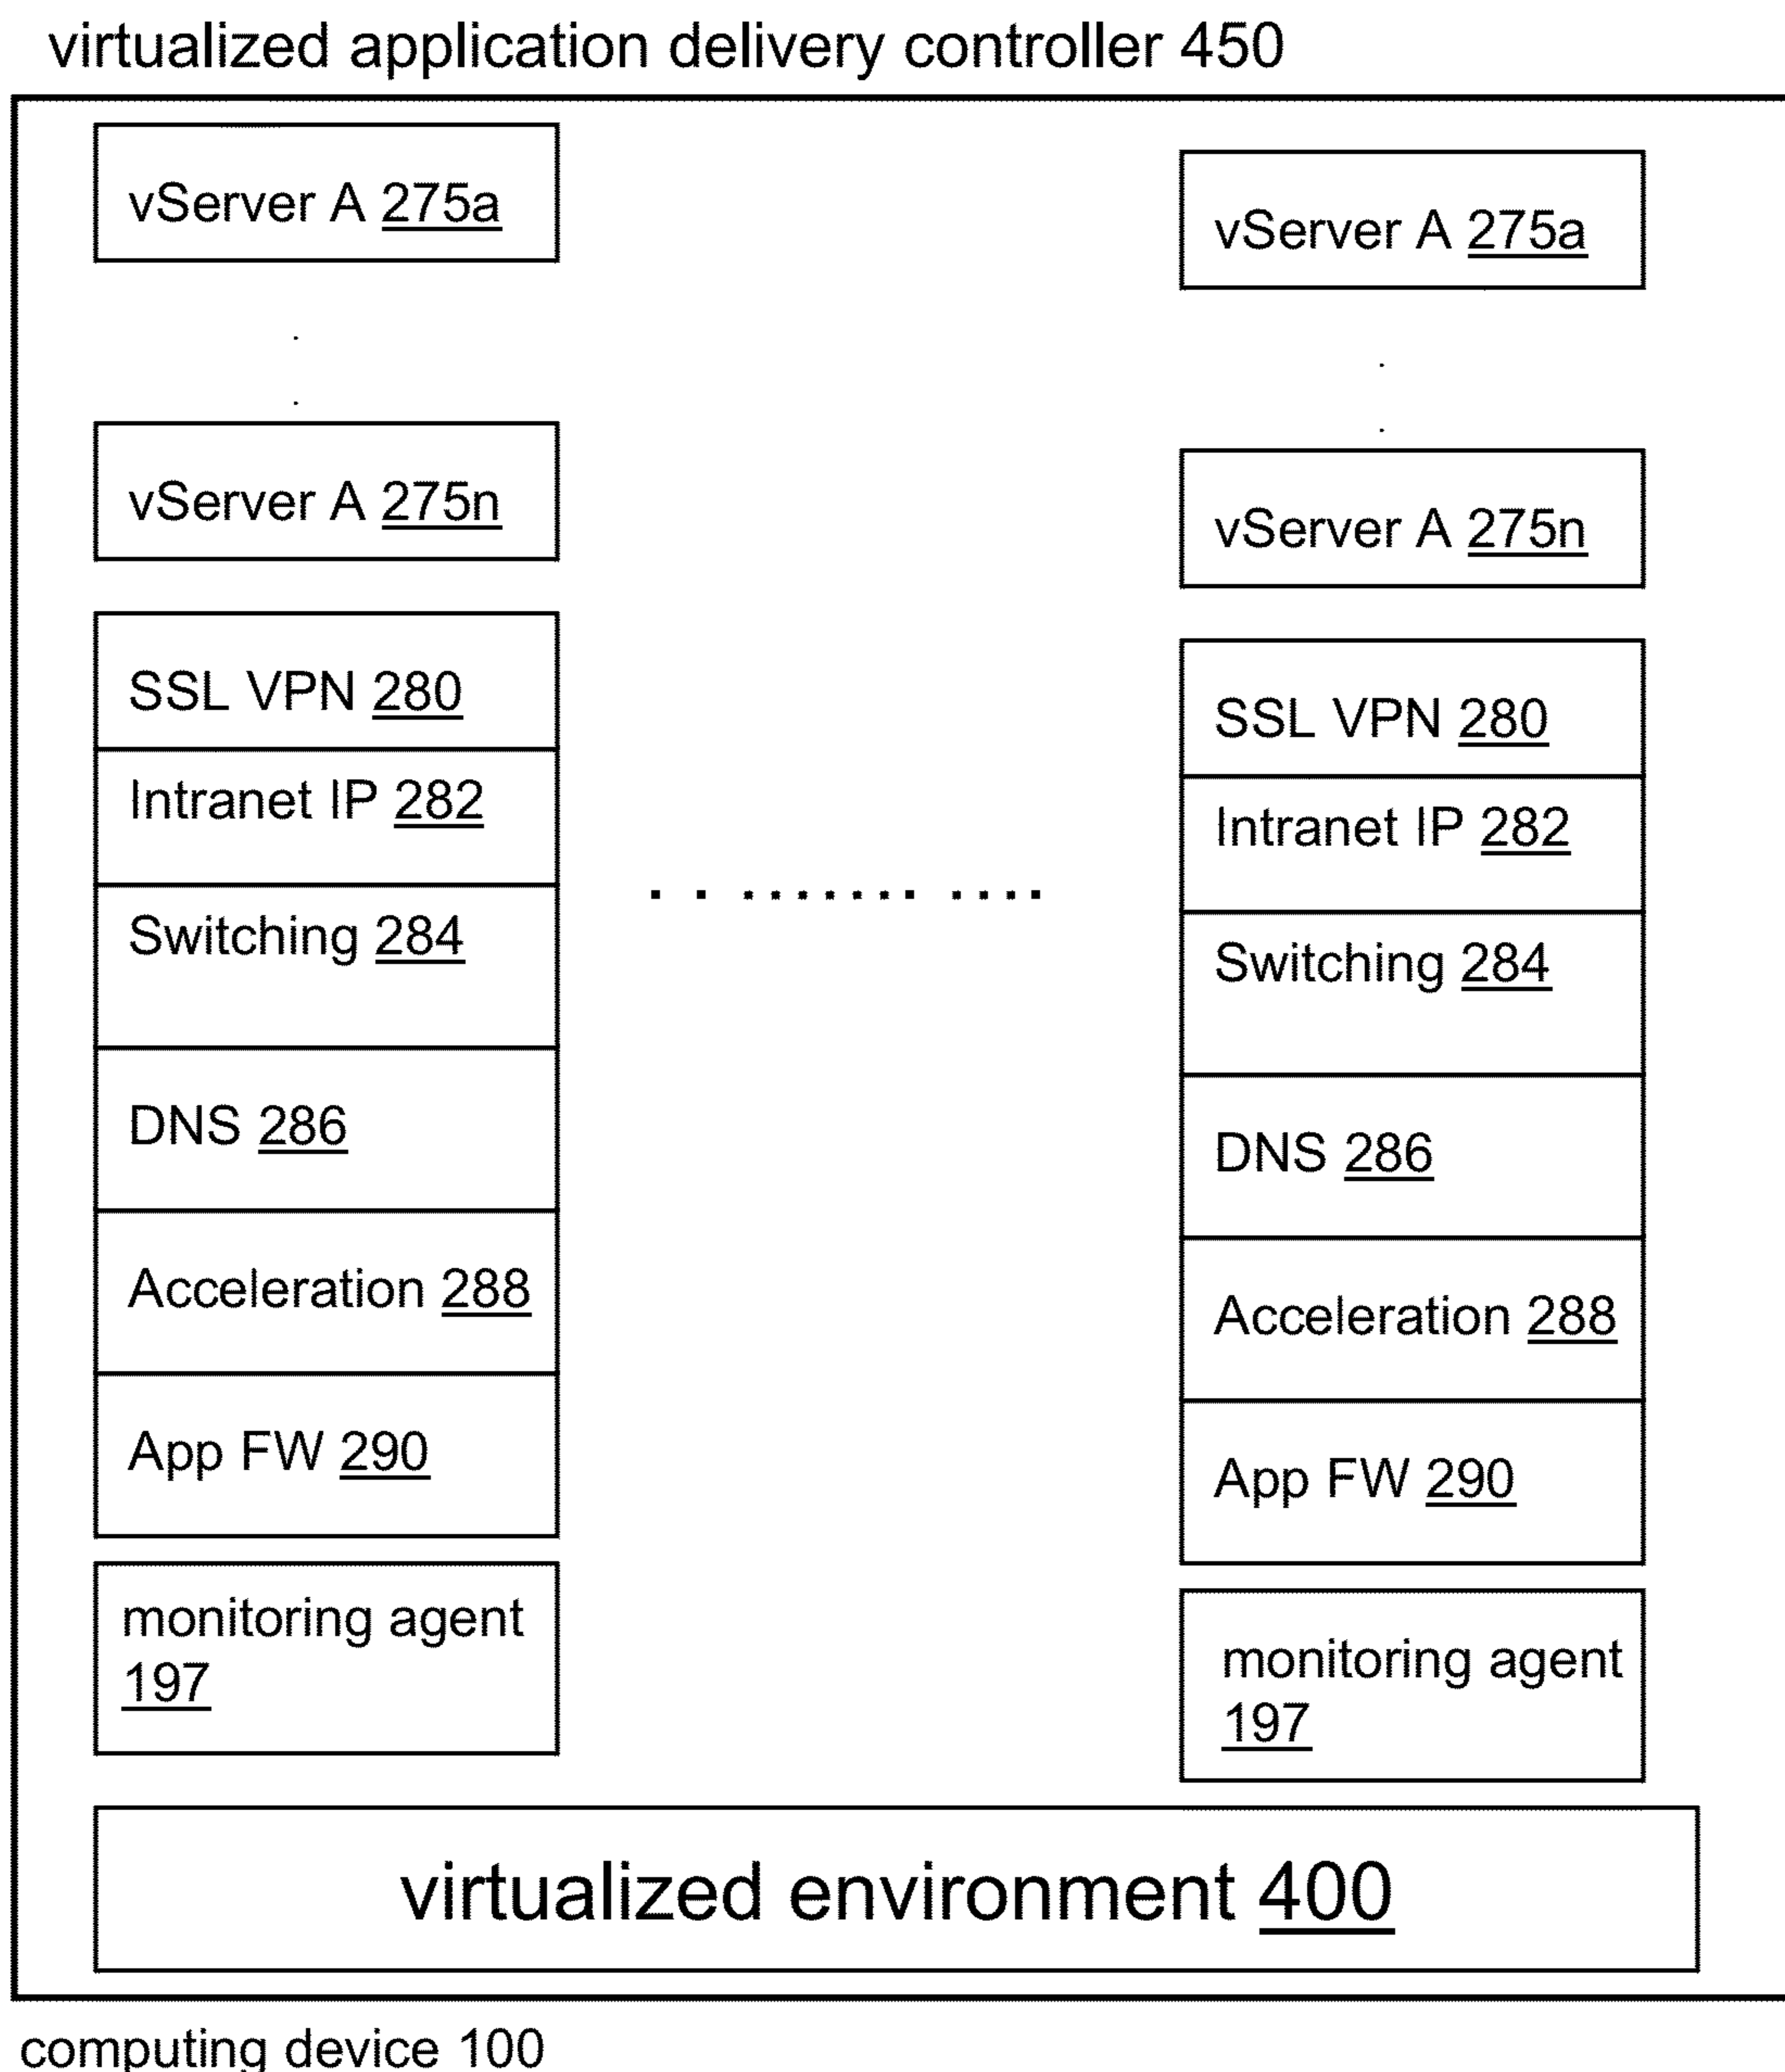 virtualized application delivery controller 450
vServer A 275a
vServer A 275n
SSL VPN 280
Intranet IP 282
Switching 284
DNS 286
Acceleration 288
App FW 290
monitoring agent
197
vServer A 275a
vServer A 275n
SSL VPN 280
Intranet IP 282
Switching 284
DNS 286
Acceleration 288
App FW 290
monitoring agent
197
virtualized environment 400
computing device 100